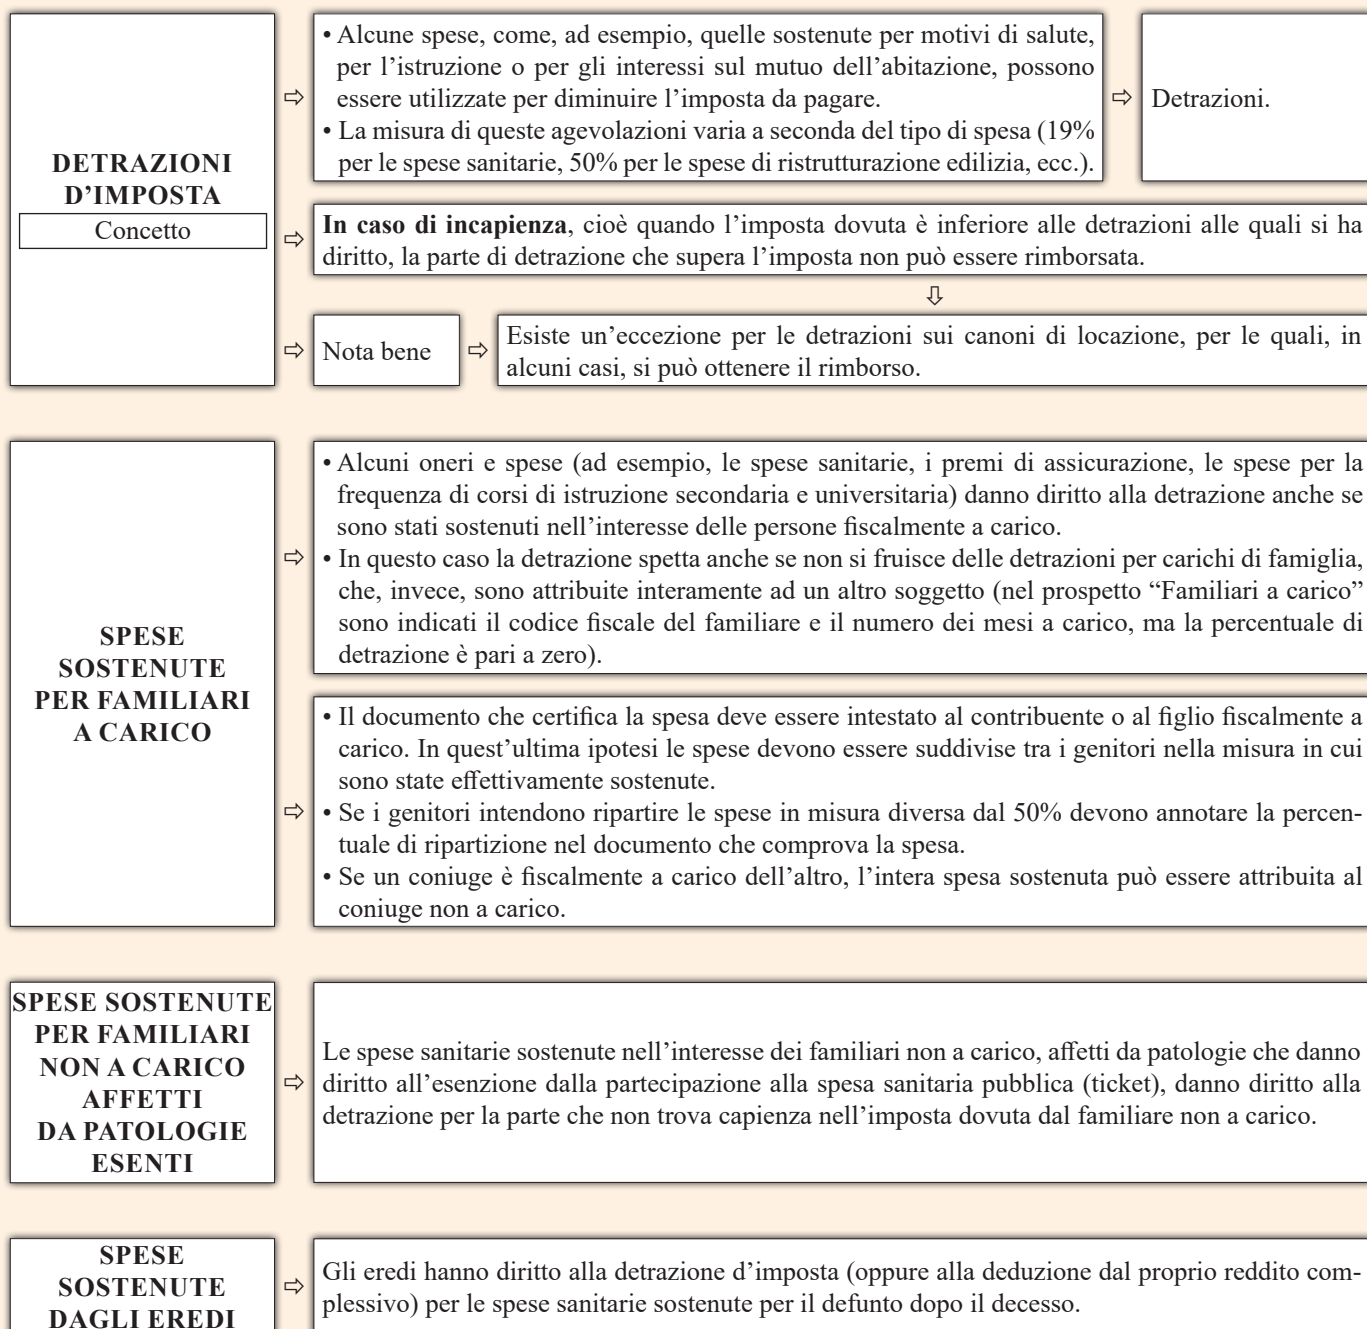 DETRAZIONI
D’IMPOSTA
Concetto
• Alcune spese, come, ad esempio, quelle sostenute per motivi di salute,
per l’istruzione o per gli interessi sul mutuo dell’abitazione, possono
essere utilizzate per diminuire l’imposta da pagare.
• La misura di queste agevolazioni varia a seconda del tipo di spesa (19%
per le spese sanitarie, 50% per le spese di ristrutturazione edilizia, ecc.).
⇨ Detrazioni.
In caso di incapienza, cioè quando l’imposta dovuta è inferiore alle detrazioni alle quali si ha
diritto, la parte di detrazione che supera l’imposta non può essere rimborsata.
Nota bene
Esiste un’eccezione per le detrazioni sui canoni di locazione, per le quali, in
alcuni casi, si può ottenere il rimborso.
SPESE
SOSTENUTE
PER FAMILIARI
A CARICO
• Alcuni oneri e spese (ad esempio, le spese sanitarie, i premi di assicurazione, le spese per la
frequenza di corsi di istruzione secondaria e universitaria) danno diritto alla detrazione anche se
sono stati sostenuti nell’interesse delle persone fiscalmente a carico.
• In questo caso la detrazione spetta anche se non si fruisce delle detrazioni per carichi di famiglia,
che, invece, sono attribuite interamente ad un altro soggetto (nel prospetto “Familiari a carico”
sono indicati il codice fiscale del familiare e il numero dei mesi a carico, ma la percentuale di
detrazione è pari a zero).
• Il documento che certifica la spesa deve essere intestato al contribuente o al figlio fiscalmente a
carico. In quest’ultima ipotesi le spese devono essere suddivise tra i genitori nella misura in cui
sono state effettivamente sostenute.
• Se i genitori intendono ripartire le spese in misura diversa dal 50% devono annotare la percen-
tuale di ripartizione nel documento che comprova la spesa.
• Se un coniuge è fiscalmente a carico dell’altro, l’intera spesa sostenuta può essere attribuita al
coniuge non a carico.
SPESE SOSTENUTE
PER FAMILIARI
NON A CARICO
AFFETTI
DA PATOLOGIE
ESENTI
Le spese sanitarie sostenute nell’interesse dei familiari non a carico, affetti da patologie che danno
diritto all’esenzione dalla partecipazione alla spesa sanitaria pubblica (ticket), danno diritto alla
detrazione per la parte che non trova capienza nell’imposta dovuta dal familiare non a carico.
SPESE
SOSTENUTE
DAGLI EREDI
Gli eredi hanno diritto alla detrazione d’imposta (oppure alla deduzione dal proprio reddito com-
plessivo) per le spese sanitarie sostenute per il defunto dopo il decesso.